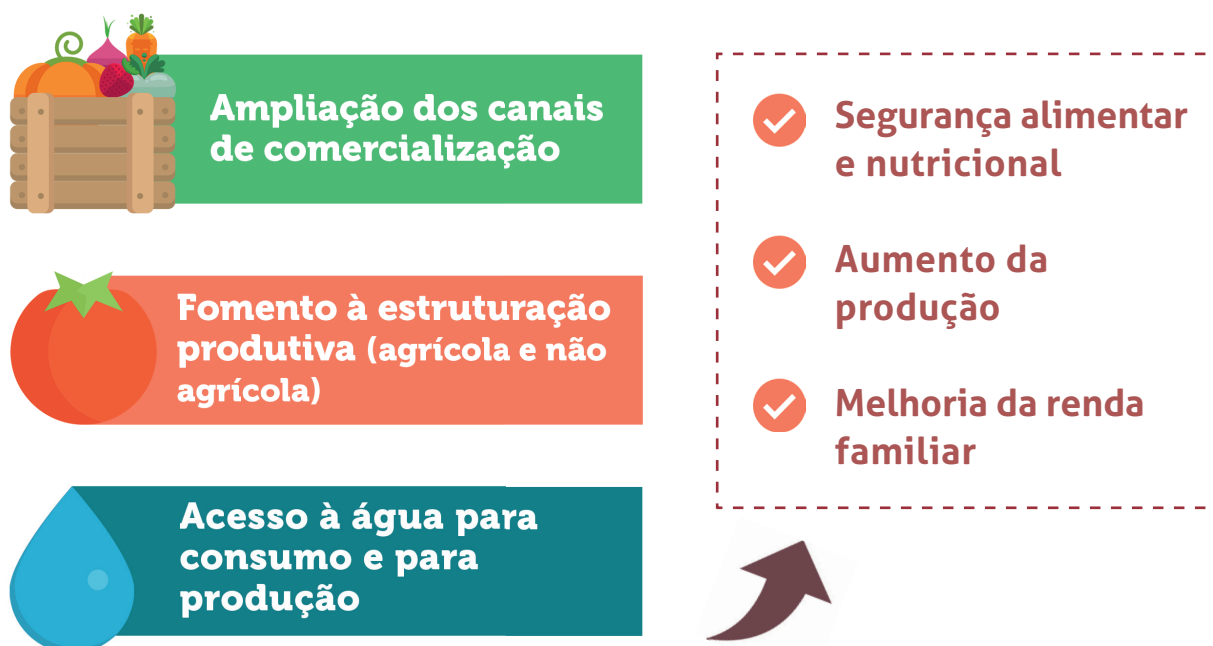 Ampliação dos canais
de comercialização
Fomento à estruturação
produtiva (agrícola e não
agrícola)
Acesso à água para
consumo e para
produção
Segurança alimentar
e nutricional
Aumento da
produção
Melhoria da renda
familiar